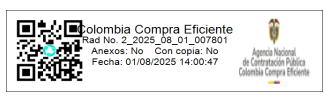 Colombia Compra Eficiente
Rad No. 2_2025_08_01_007801
Anexos: No Con copia: No
Fecha: 01/08/2025 14:00:47
Agencia Nacional
de Contratación Pública
Colombia Compra Eficiente